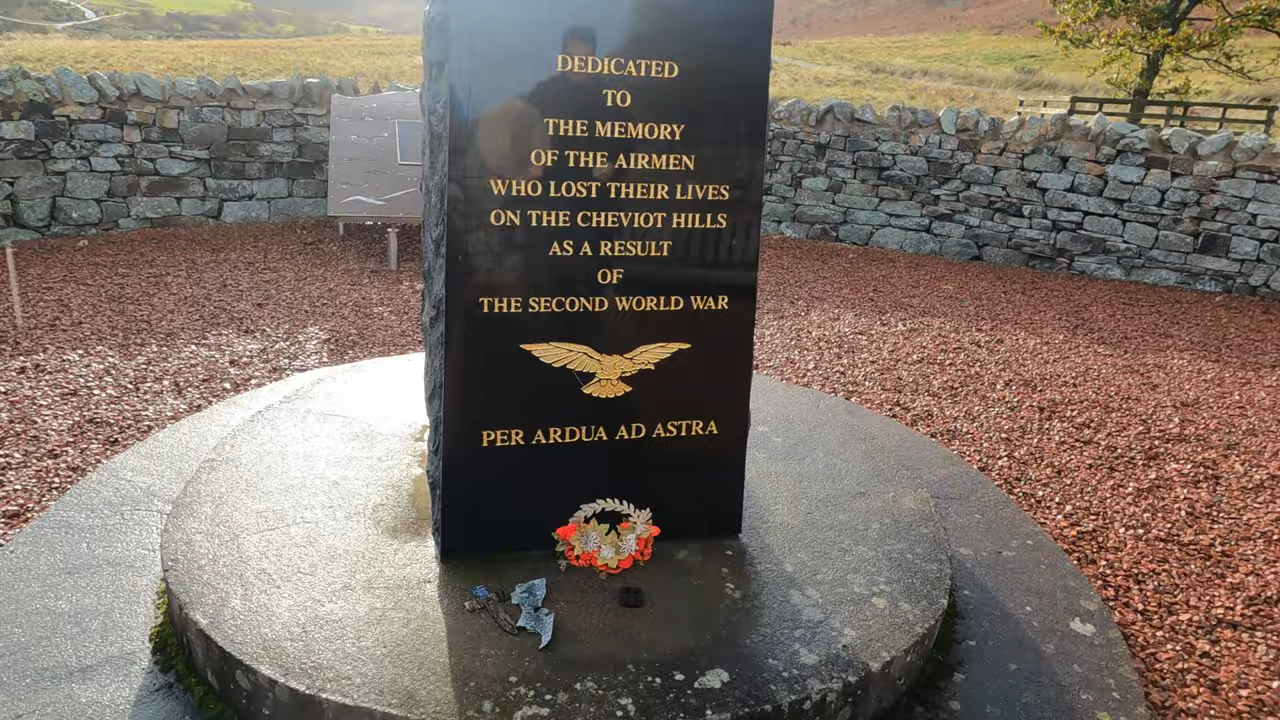 DEDICATED
TO
THE MEMORY
OF THE AIRMEN
WHO LOST THEIR LIVES
ON THE CHEVIOT HILLS
AS A RESULT
OF
THE SECOND WORLD WAR
PER ARDUA AD ASTRA